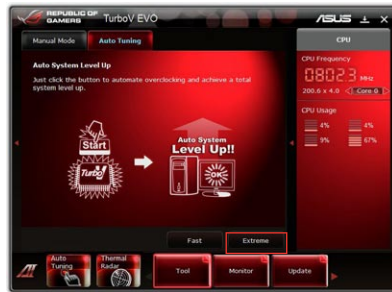 REPUBLIC OF
GAMERS
TurboV EVO
ASUS
Manual Mode
Auto Tuning
CPU
Auto System Level Up
Just click the button to automate overclocking and achieve a total
system level up.
CPU Frequency
0802.3 MHz
200.6 x 4.0
Core 0
CPU Usage
4%
4%
9%
67%
Start
Turbo!
Auto System
Level Up!!
OK
Fast
Extreme
Auto
Tuning
Thermal
Radar
Tool
Monitor
Update